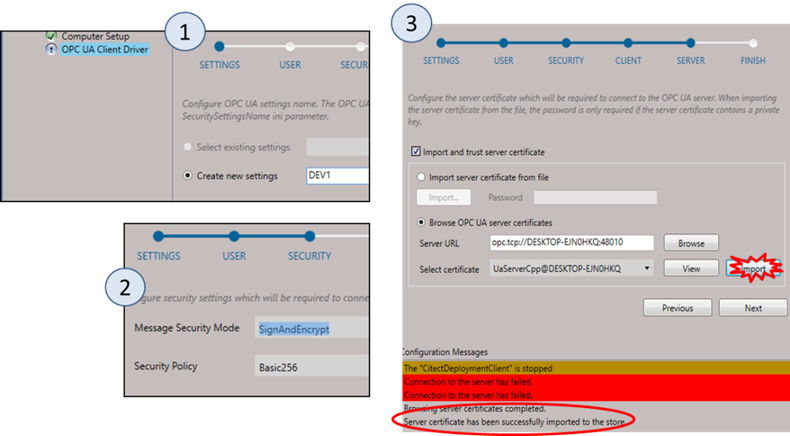 1
Computer Setup
OPC UA Client Driver
SETTINGS
USER
SECUR
Configure OPC UA settings name. The OPC UA
SecuritySettingsName ini parameter.
Select existing settings
Create new settings
DEV1
2
SETTINGS
USER
SECURITY
gure security settings which will be required to conne
Message Security Mode
SignAndEncrypt
Security Policy
Basic256
3
SETTINGS
USER
SECURITY
CLIENT
SERVER
FINISH
Configure the server certificate which will be required to connect to the OPC UA server. When importing
the server certificate from the file, the password is only required if the server certificate contains a private
key.
Import and trust server certificate
Import server certificate from file
Import...
Password
Browse OPC UA server certificates
Server URL
opc.tcp://DESKTOP-EJN0HKQ:48010
Browse
Select certificate
UaServerCpp@DESKTOP-EJN0HKQ
View
Import
Previous
Next
Configuration Messages
The "CitectDeploymentClient" is stopped
Connection to the server has failed.
Connection to the server has failed.
Browsing server certificates completed.
Server certificate has been successfully imported to the store.